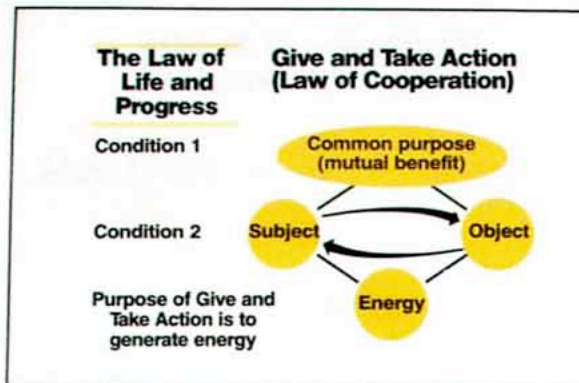 The Law of
Life and
Progress
Give and Take Action
(Law of Cooperation)
Condition 1
Common purpose
(mutual benefit)
Condition 2
Subject
Object
Energy
Purpose of Give and
Take Action is to
generate energy